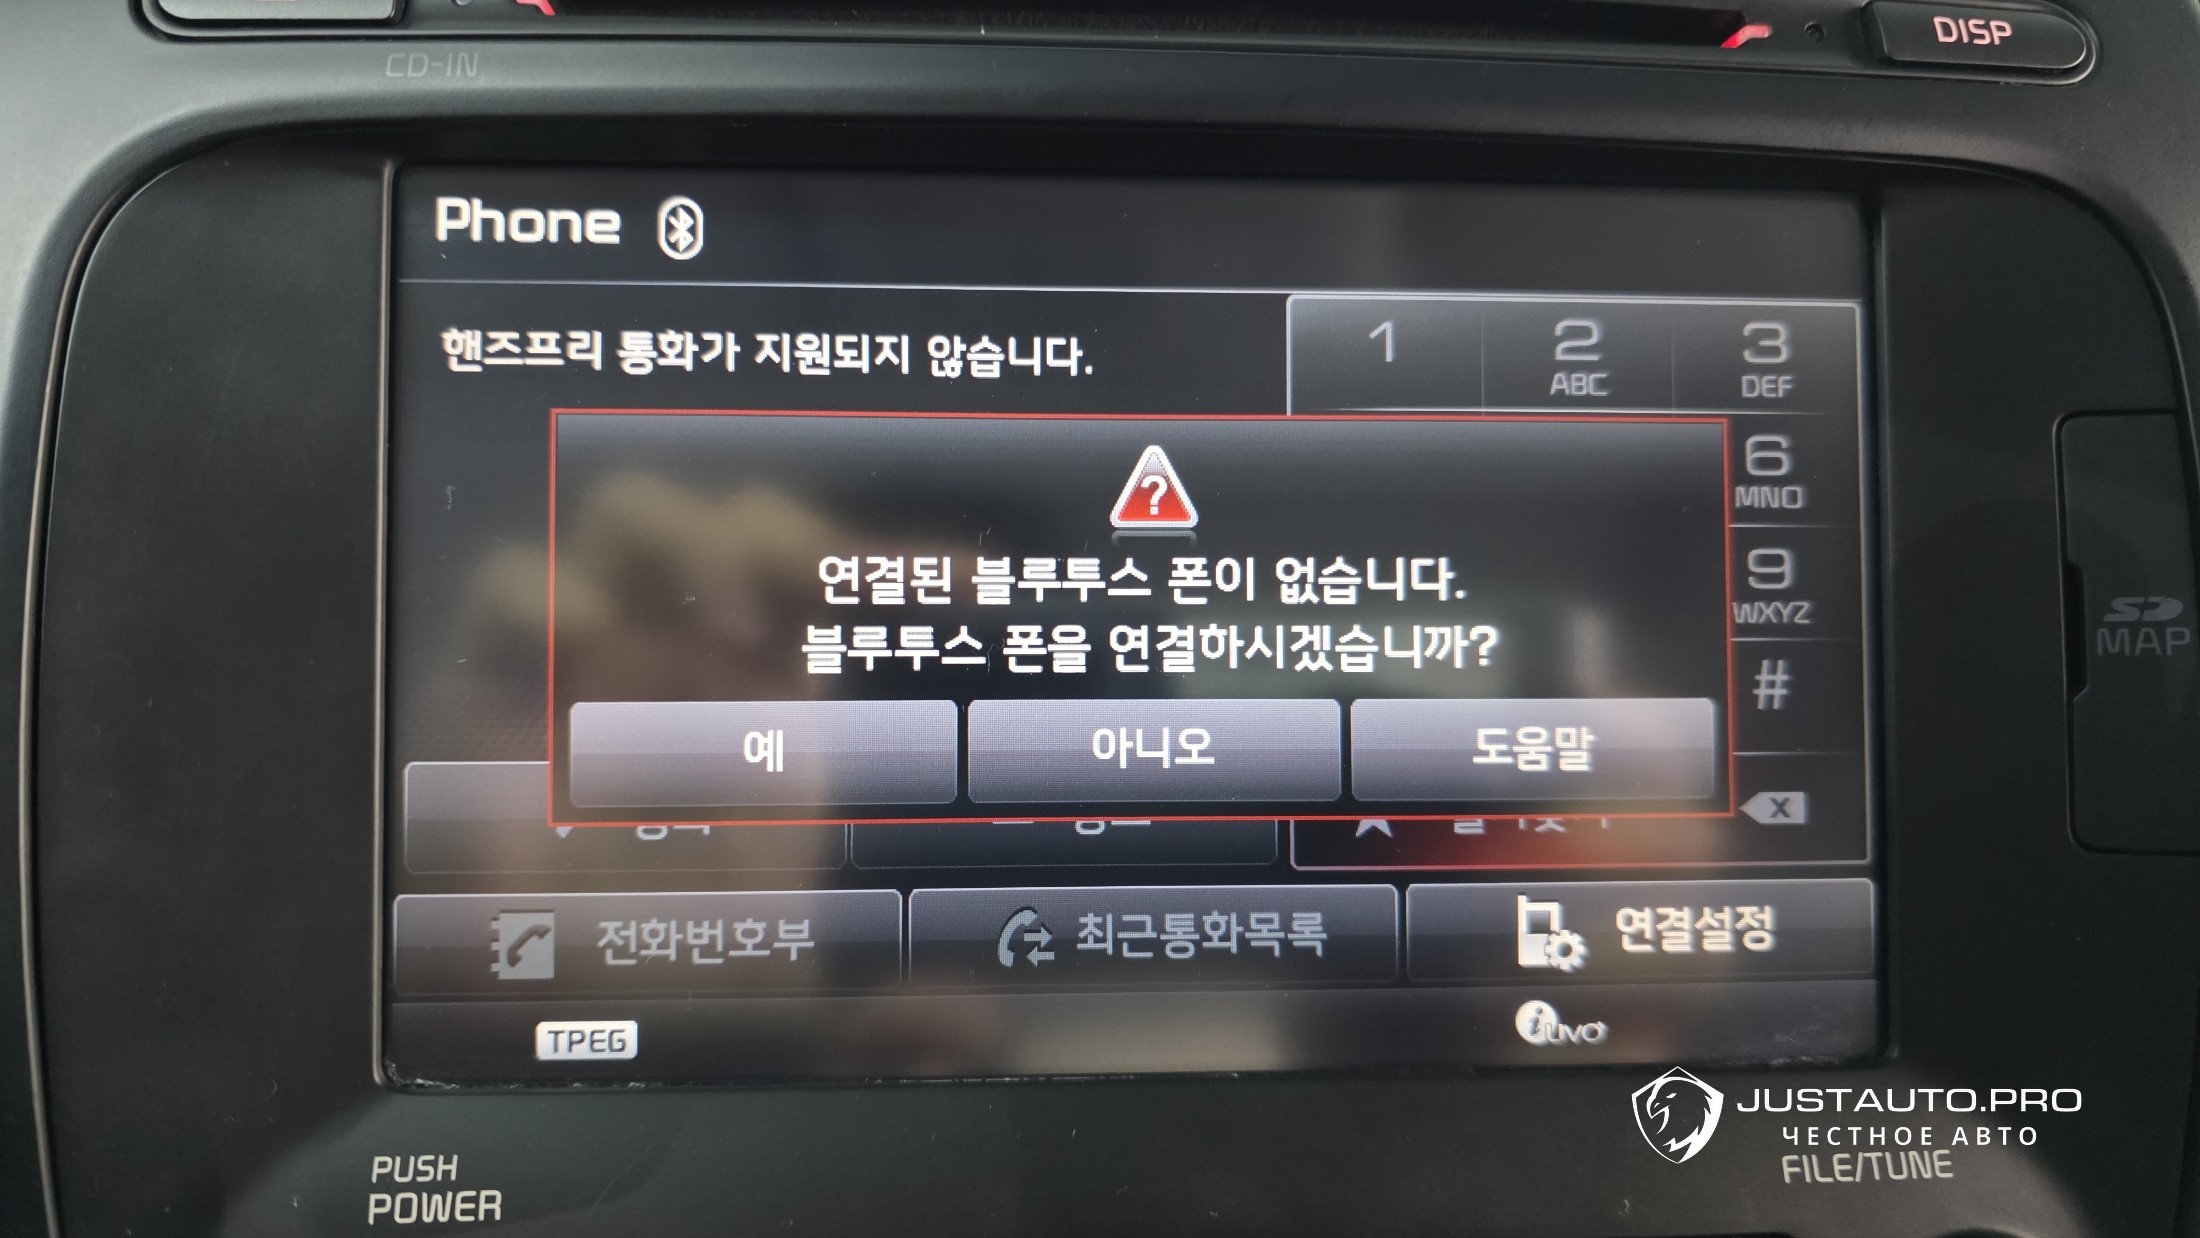 DISP
CD-IN
Phone
핸즈프리 통화가 지원되지 않습니다.
1
2
ABC
3
DEF
6
MNO
9
WXYZ
#
?
연결된 블루투스 폰이 없습니다.
블루투스 폰을 연결하시겠습니까?
예
아니오
도움말
X
전화번호부
최근통화목록
연결설정
TPEG
i uvo
SD
MAP
JUSTAUTO.PRO
ЧЕСТНОЕ АВТО
PUSH
POWER
FILE/TUNE